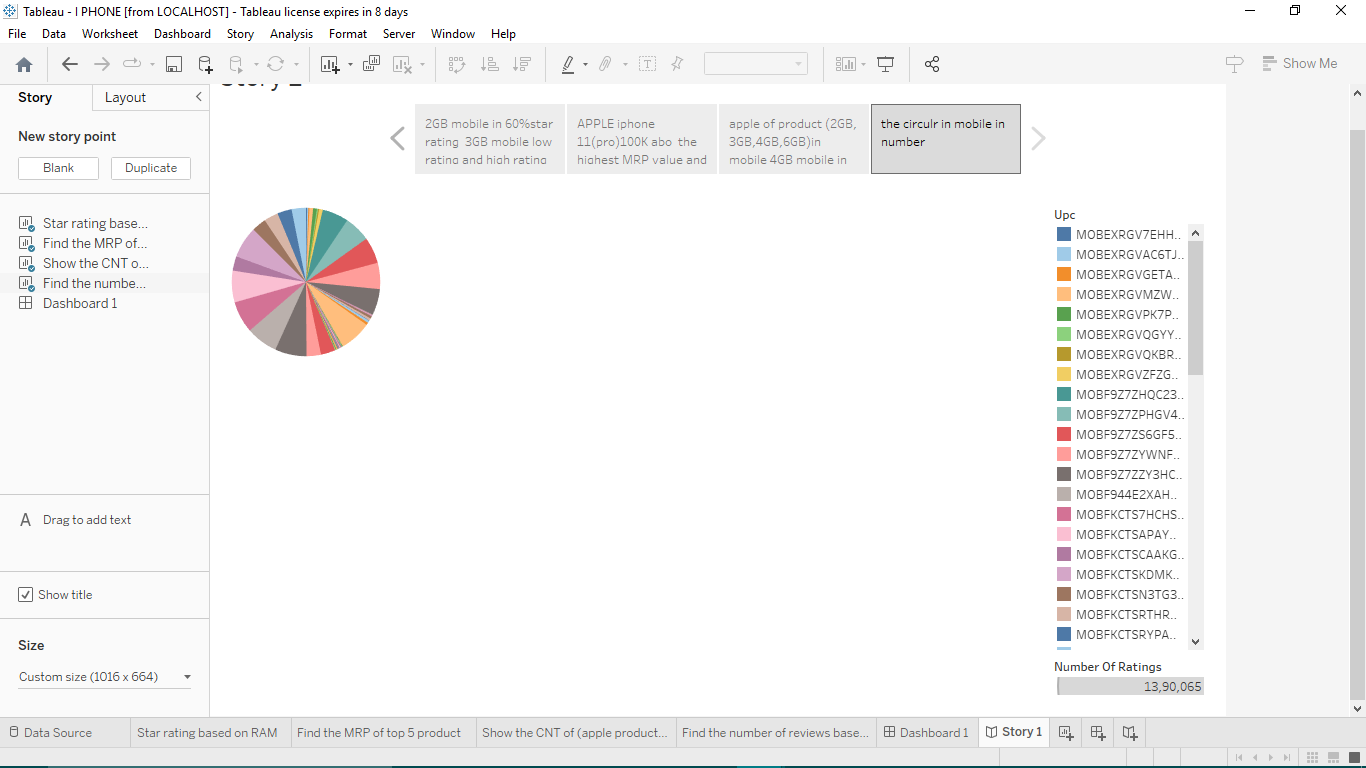 Tableau - I PHONE [from LOCALHOST] - Tableau license expires in 8 days
File Data Worksheet Dashboard Story Analysis Format Server Window Help
Show Me
Story Layout
New story point
Blank Duplicate
Star rating base...
Find the MRP of...
Show the CNT o...
Find the numbe...
Dashboard 1
A Drag to add text
Show title
Size
Custom size (1016 x 664)
2GB mobile in 60%star
rating 3GB mobile low
rating and high rating
APPLE iphone
11(pro)100K abo the
highest MRP value and
apple of product (2GB,
3GB,4GB,6GB)in
mobile 4GB mobile in
the circulr in mobile in
number
Upc
MOBEXRGV7EHH..
MOBEXRGVAC6TJ..
MOBEXRGVGETA..
MOBEXRGVMZW..
MOBEXRGVPK7P..
MOBEXRGVQGYY..
MOBEXRGVQKBR..
MOBEXRGVZFZG..
MOBF9Z7ZHQC23..
MOBF9Z7ZPHGV4..
MOBF9Z7ZS6GF5..
MOBF9Z7ZYWNF..
MOBF9Z7ZZY3HC..
MOBF944E2XAH..
MOBFKCTS7HCHS..
MOBFKCTSAPAY..
MOBFKCTSCAAKG..
MOBFKCTSKDMK..
MOBFKCTSN3TG3..
MOBFKCTSRTHR..
MOBFKCTSRYPA..
Number Of Ratings
13,90,065
Data Source Star rating based on RAM Find the MRP of top 5 product Show the CNT of (apple product... Find the number of reviews base... Dashboard 1 Story 1